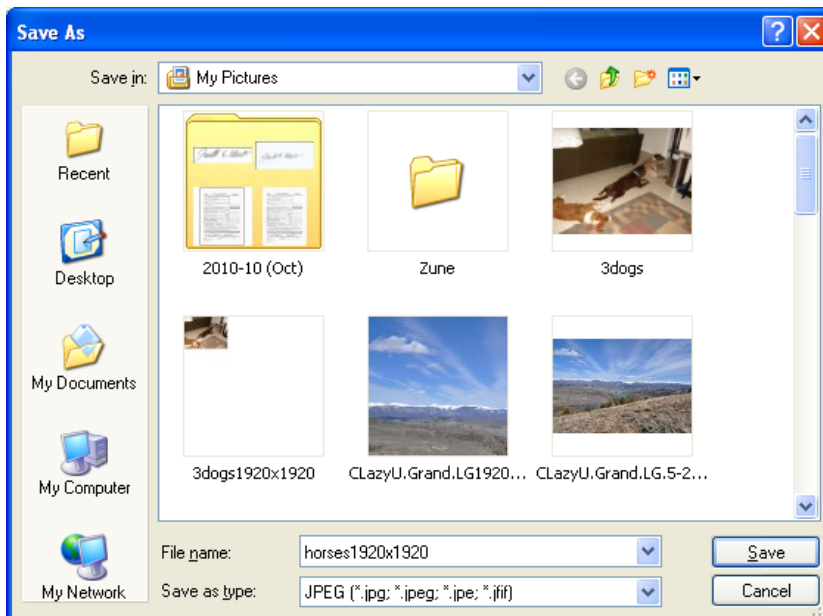 Save As
Save in:
My Pictures
Recent
Desktop
My Documents
My Computer
My Network
2010-10 (Oct)
Zune
3dogs
3dogs1920x1920
CLazyU.Grand.LG1920...
CLazyU.Grand.LG.5-2...
File name:
horses1920x1920
Save
Save as type:
JPEG (*.jpg; *.jpeg; *.jpe; *.jfif)
Cancel